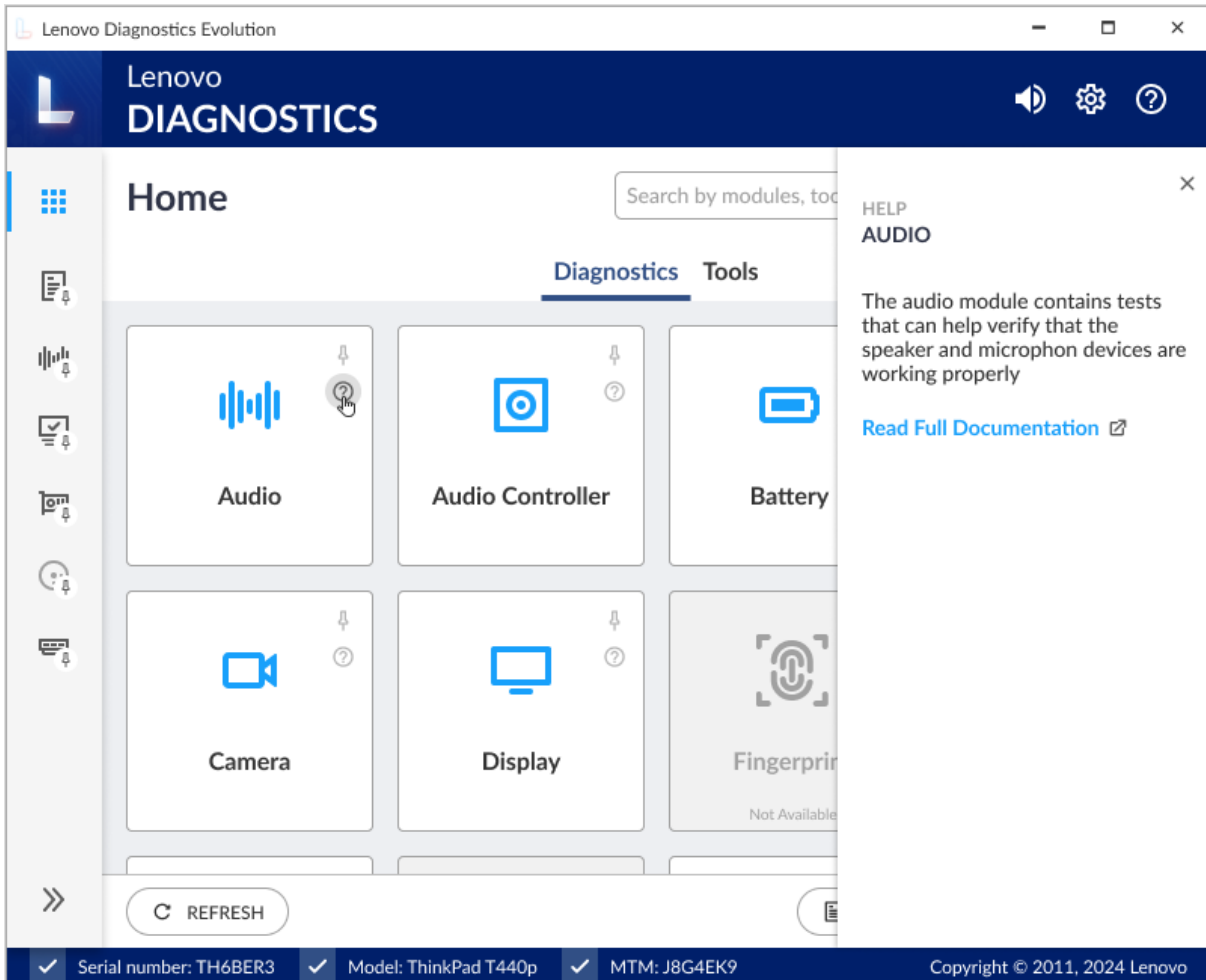 Lenovo Diagnostics Evolution
Lenovo
DIAGNOSTICS
Home
Search by modules, too
Diagnostics Tools
HELP
AUDIO
The audio module contains tests
that can help verify that the
speaker and microphon devices are
working properly
Read Full Documentation
Audio
Audio Controller
Battery
Camera
Display
Fingerprin
Not Available
REFRESH
Serial number: TH6BER3
Model: ThinkPad T440p
MTM: J8G4EK9
Copyright © 2011, 2024 Lenovo